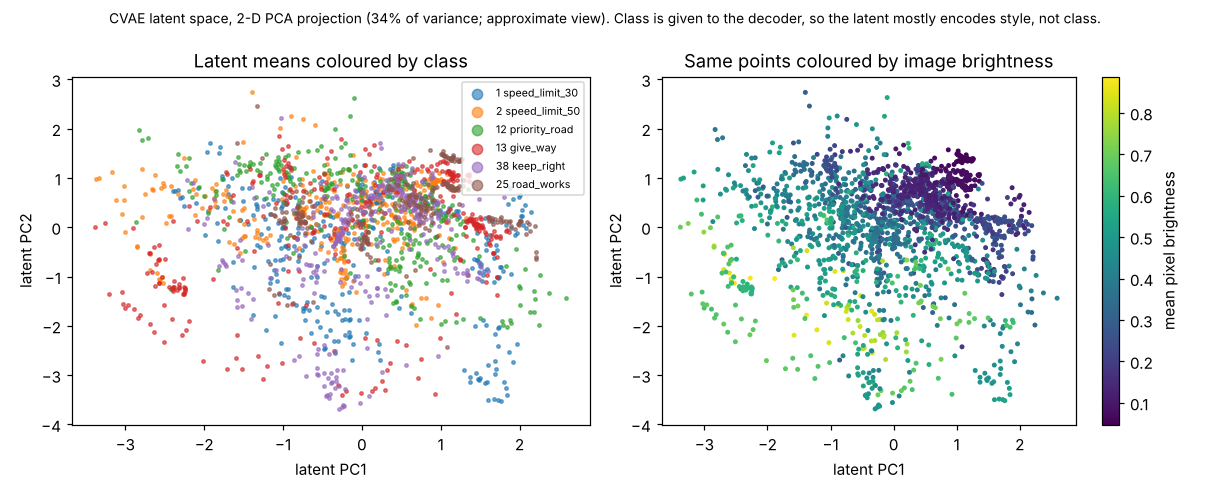 CVAE latent space, 2-D PCA projection (34% of variance; approximate view). Class is given to the decoder, so the latent mostly encodes style, not class.
Latent means coloured by class
3
2
1
0
−1
−2
−3
−4
latent PC2
1 speed_limit_30
2 speed_limit_50
12 priority_road
13 give_way
38 keep_right
25 road_works
−3
−2
−1
0
1
2
latent PC1
Same points coloured by image brightness
3
2
1
0
−1
−2
−3
−4
latent PC2
−3
−2
−1
0
1
2
latent PC1
0.8
0.7
0.6
0.5
0.4
0.3
0.2
0.1
mean pixel brightness